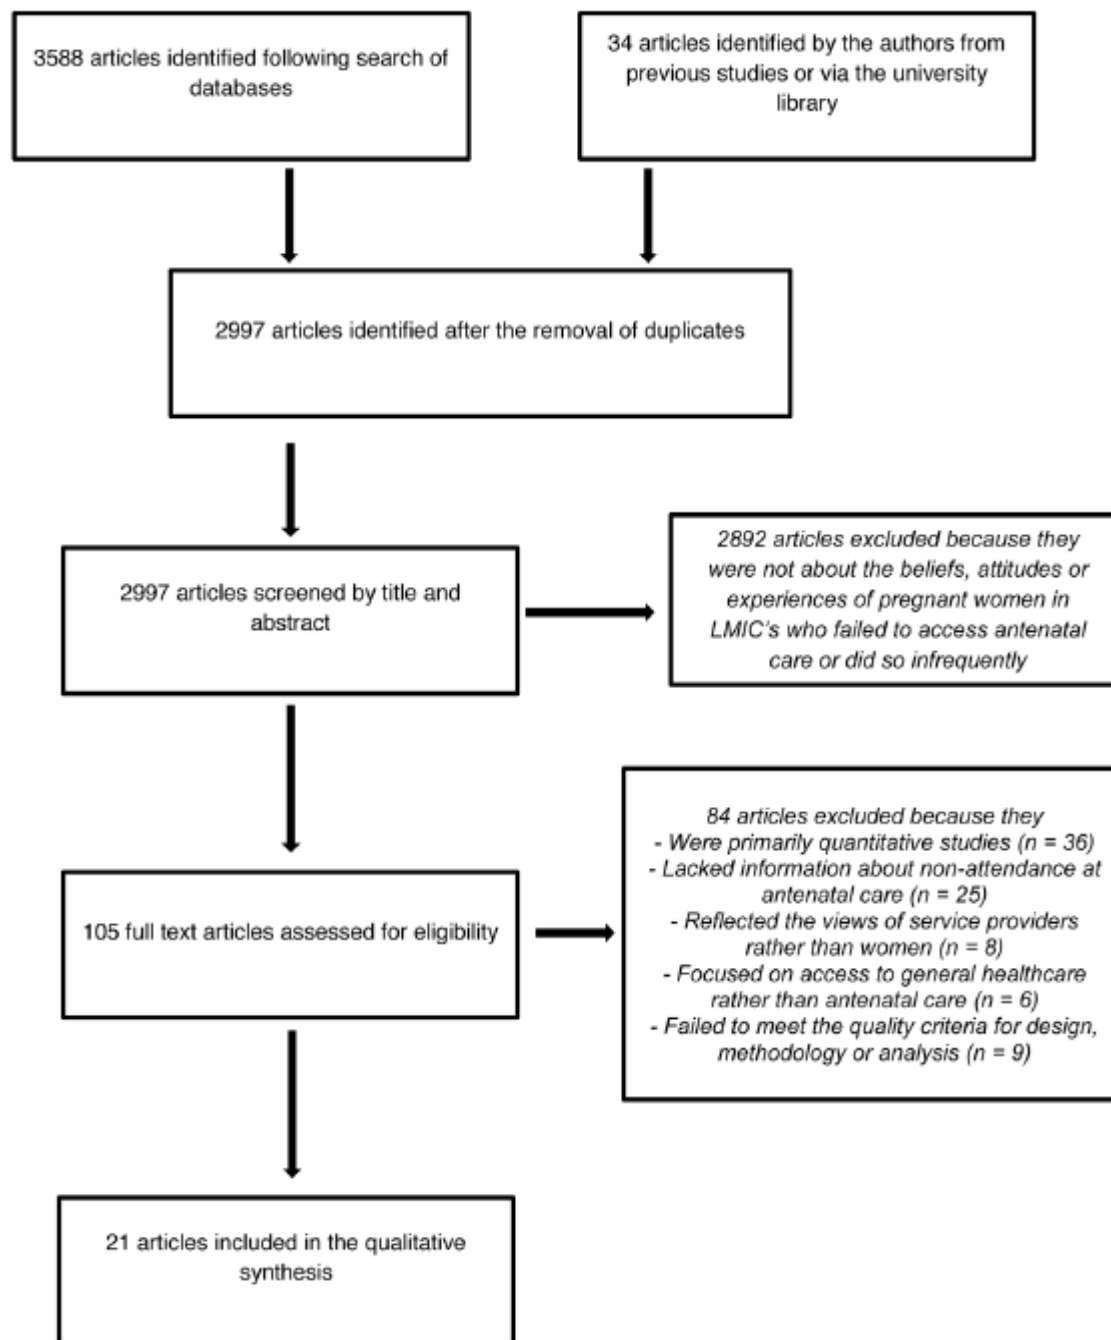 3588 articles identified following search of
databases
34 articles identified by the authors from
previous studies or via the university
library
2997 articles identified after the removal of duplicates
2997 articles screened by title and
abstract
2892 articles excluded because they
were not about the beliefs, attitudes or
experiences of pregnant women in
LMIC's who failed to access antenatal
care or did so infrequently
105 full text articles assessed for eligibility
84 articles excluded because they
- Were primarily quantitative studies (n = 36)
- Lacked information about non-attendance at
antenatal care (n = 25)
- Reflected the views of service providers
rather than women (n = 8)
- Focused on access to general healthcare
rather than antenatal care (n = 6)
- Failed to meet the quality criteria for design,
methodology or analysis (n = 9)
21 articles included in the qualitative
synthesis